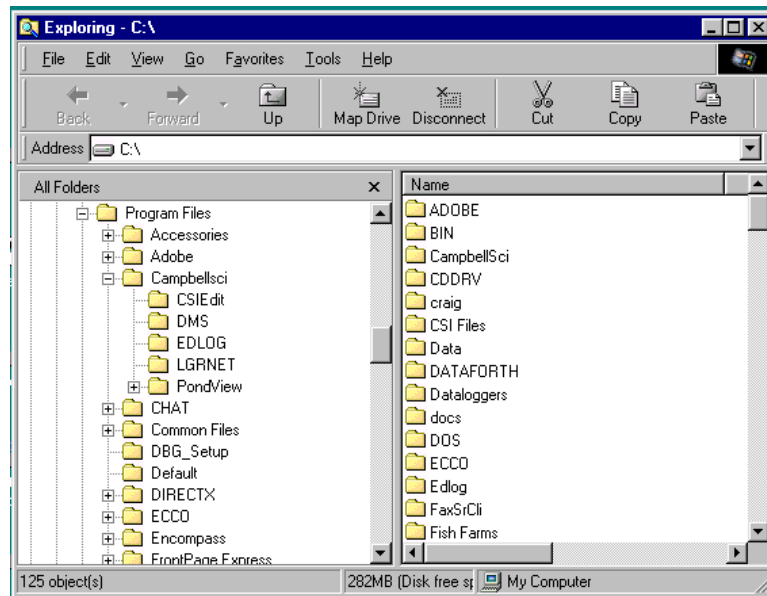 Exploring - C:\
File Edit View Go Favorites Tools Help
Back Forward Up Map Drive Disconnect Cut Copy Paste
Address C:\
All Folders
Program Files
Accessories
Adobe
Campbellsci
CSIEdit
DMS
EDLOG
LGRNET
PondView
CHAT
Common Files
DBG_Setup
Default
DIRECTX
ECCO
Encompass
FrontPage Express
Name
ADOBE
BIN
CampbellSci
CDDRV
craig
CSI Files
Data
DATAFORTH
Dataloggers
docs
DOS
ECCO
Edlog
FaxSrCli
Fish Farms
125 object(s) 282MB (Disk free My Computer